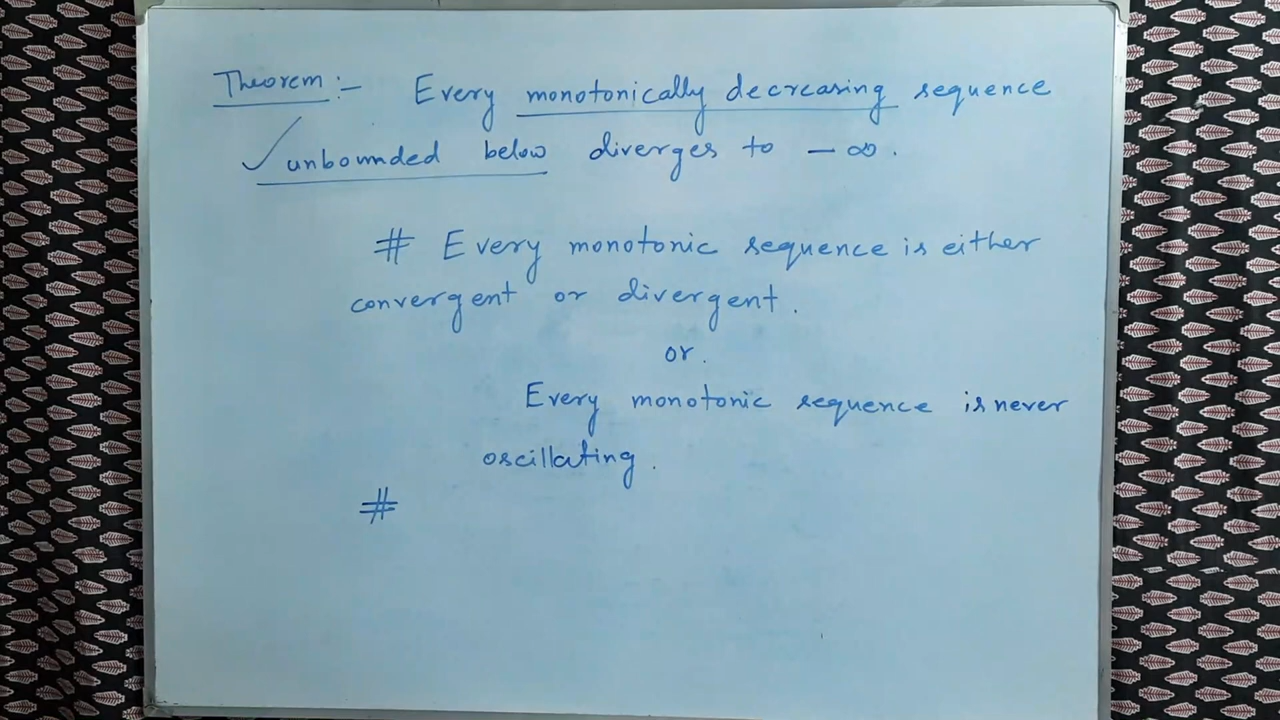 Theorem :- Every monotonically decreasing sequence
✓ unbounded below diverges to - ∞.
# Every monotonic sequence is either
convergent or divergent.
or.
Every monotonic sequence is never
oscillating.
#